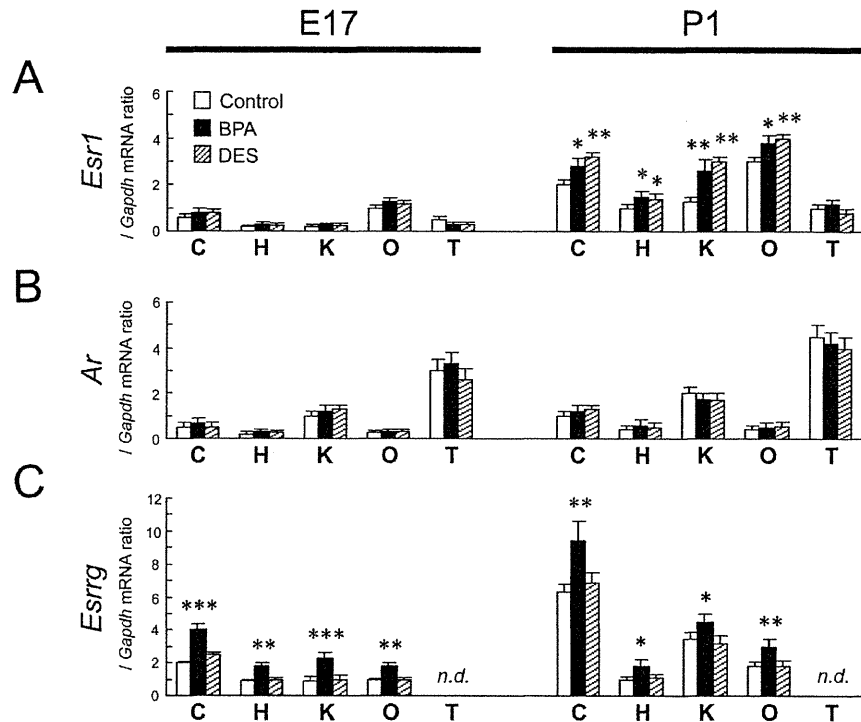 E17 P1
A
Esr1
/ Gapdh mRNA ratio
6
4
2
0
Control
BPA
DES
* ** * * ** ** * **
C H K O T C H K O T
B
Ar
/ Gapdh mRNA ratio
6
4
2
0
C H K O T C H K O T
C
Esrrg
/ Gapdh mRNA ratio
12
10
8
6
4
2
0
*** ** *** ** n.d. ** * * ** n.d.
C H K O T C H K O T